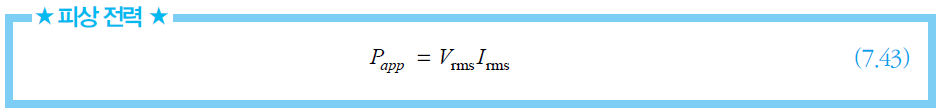 ★ 피상 전력 ★
P_app = V_rms I_rms (7.43)